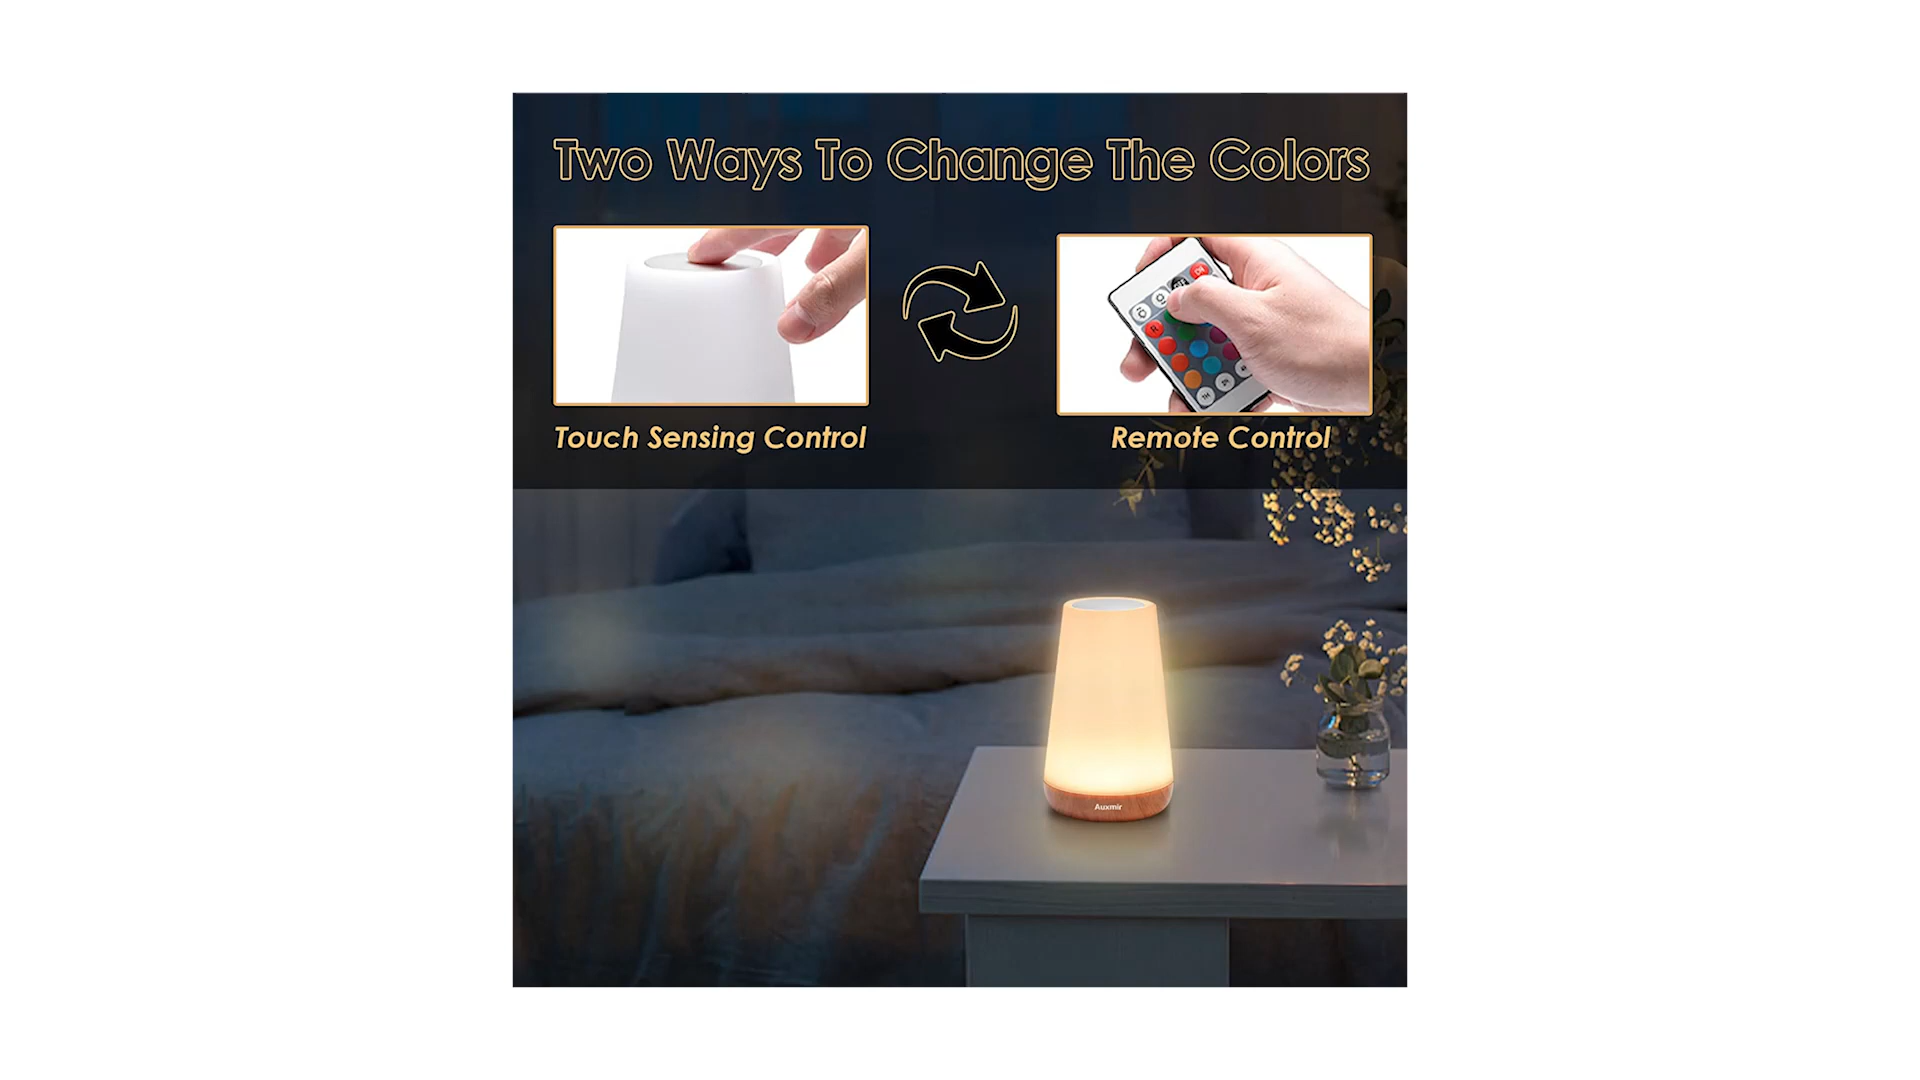 Two Ways To Change The Colors
Touch Sensing Control
Remote Control
Auxmir